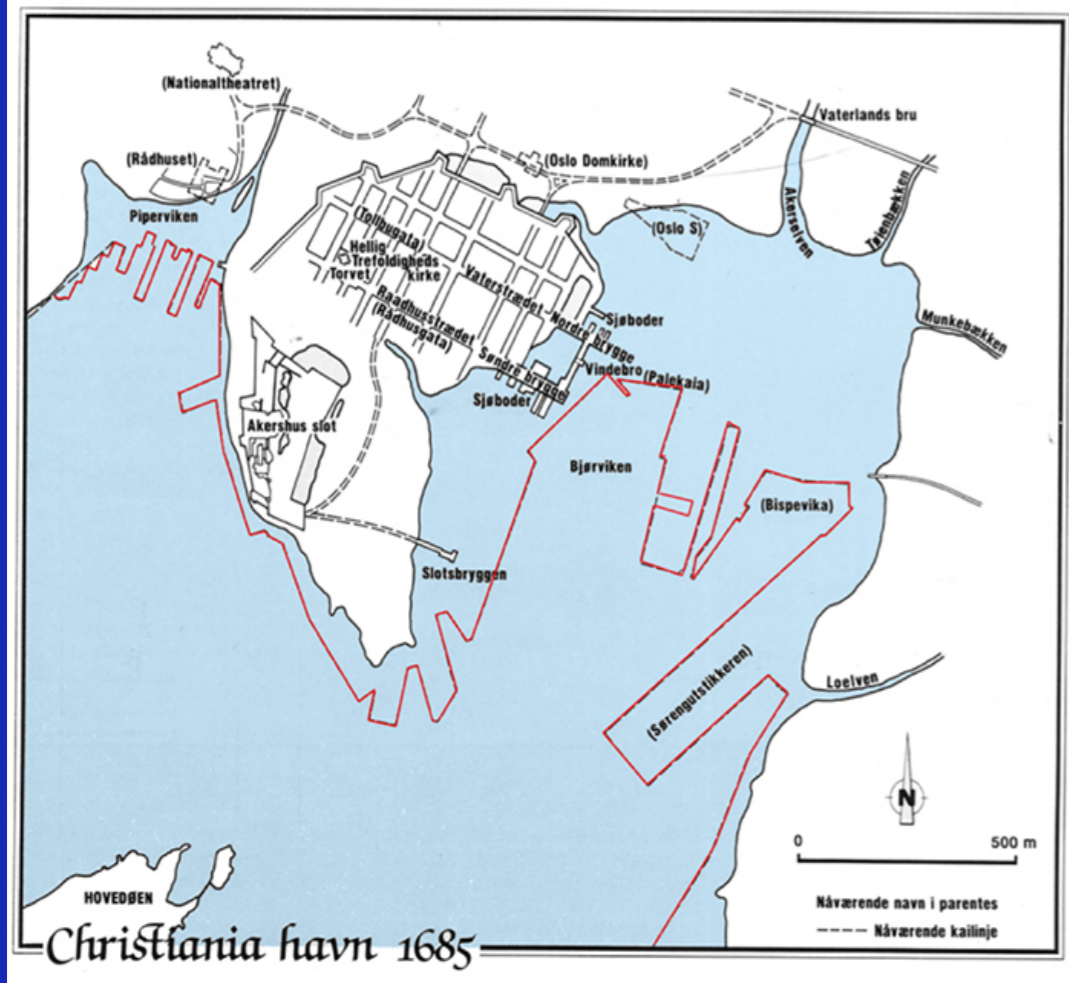 (Nationaltheatret)
Vaterlands bru
(Rådhuset)
(Oslo Domkirke)
Piperviken
Akerselven
Tøienbækken
(Tollbugata)
(Oslo S)
Hellig
Trefoldigheds
kirke
Torvet
Vaterstrædet
Raadhusstrædet
(Rådhusgata)
Nordre brygge
Sjøboder
Munkebækken
Søndre brygge
Vindebro
(Palekaia)
Sjøboder
Akershus slot
Bjørviken
(Bispevika)
Slotsbryggen
(Sørengutstikkeren)
Loelven
N
0 500 m
HOVEDØEN
Nåværende navn i parentes
Nåværende kailinje
Christiania havn 1685